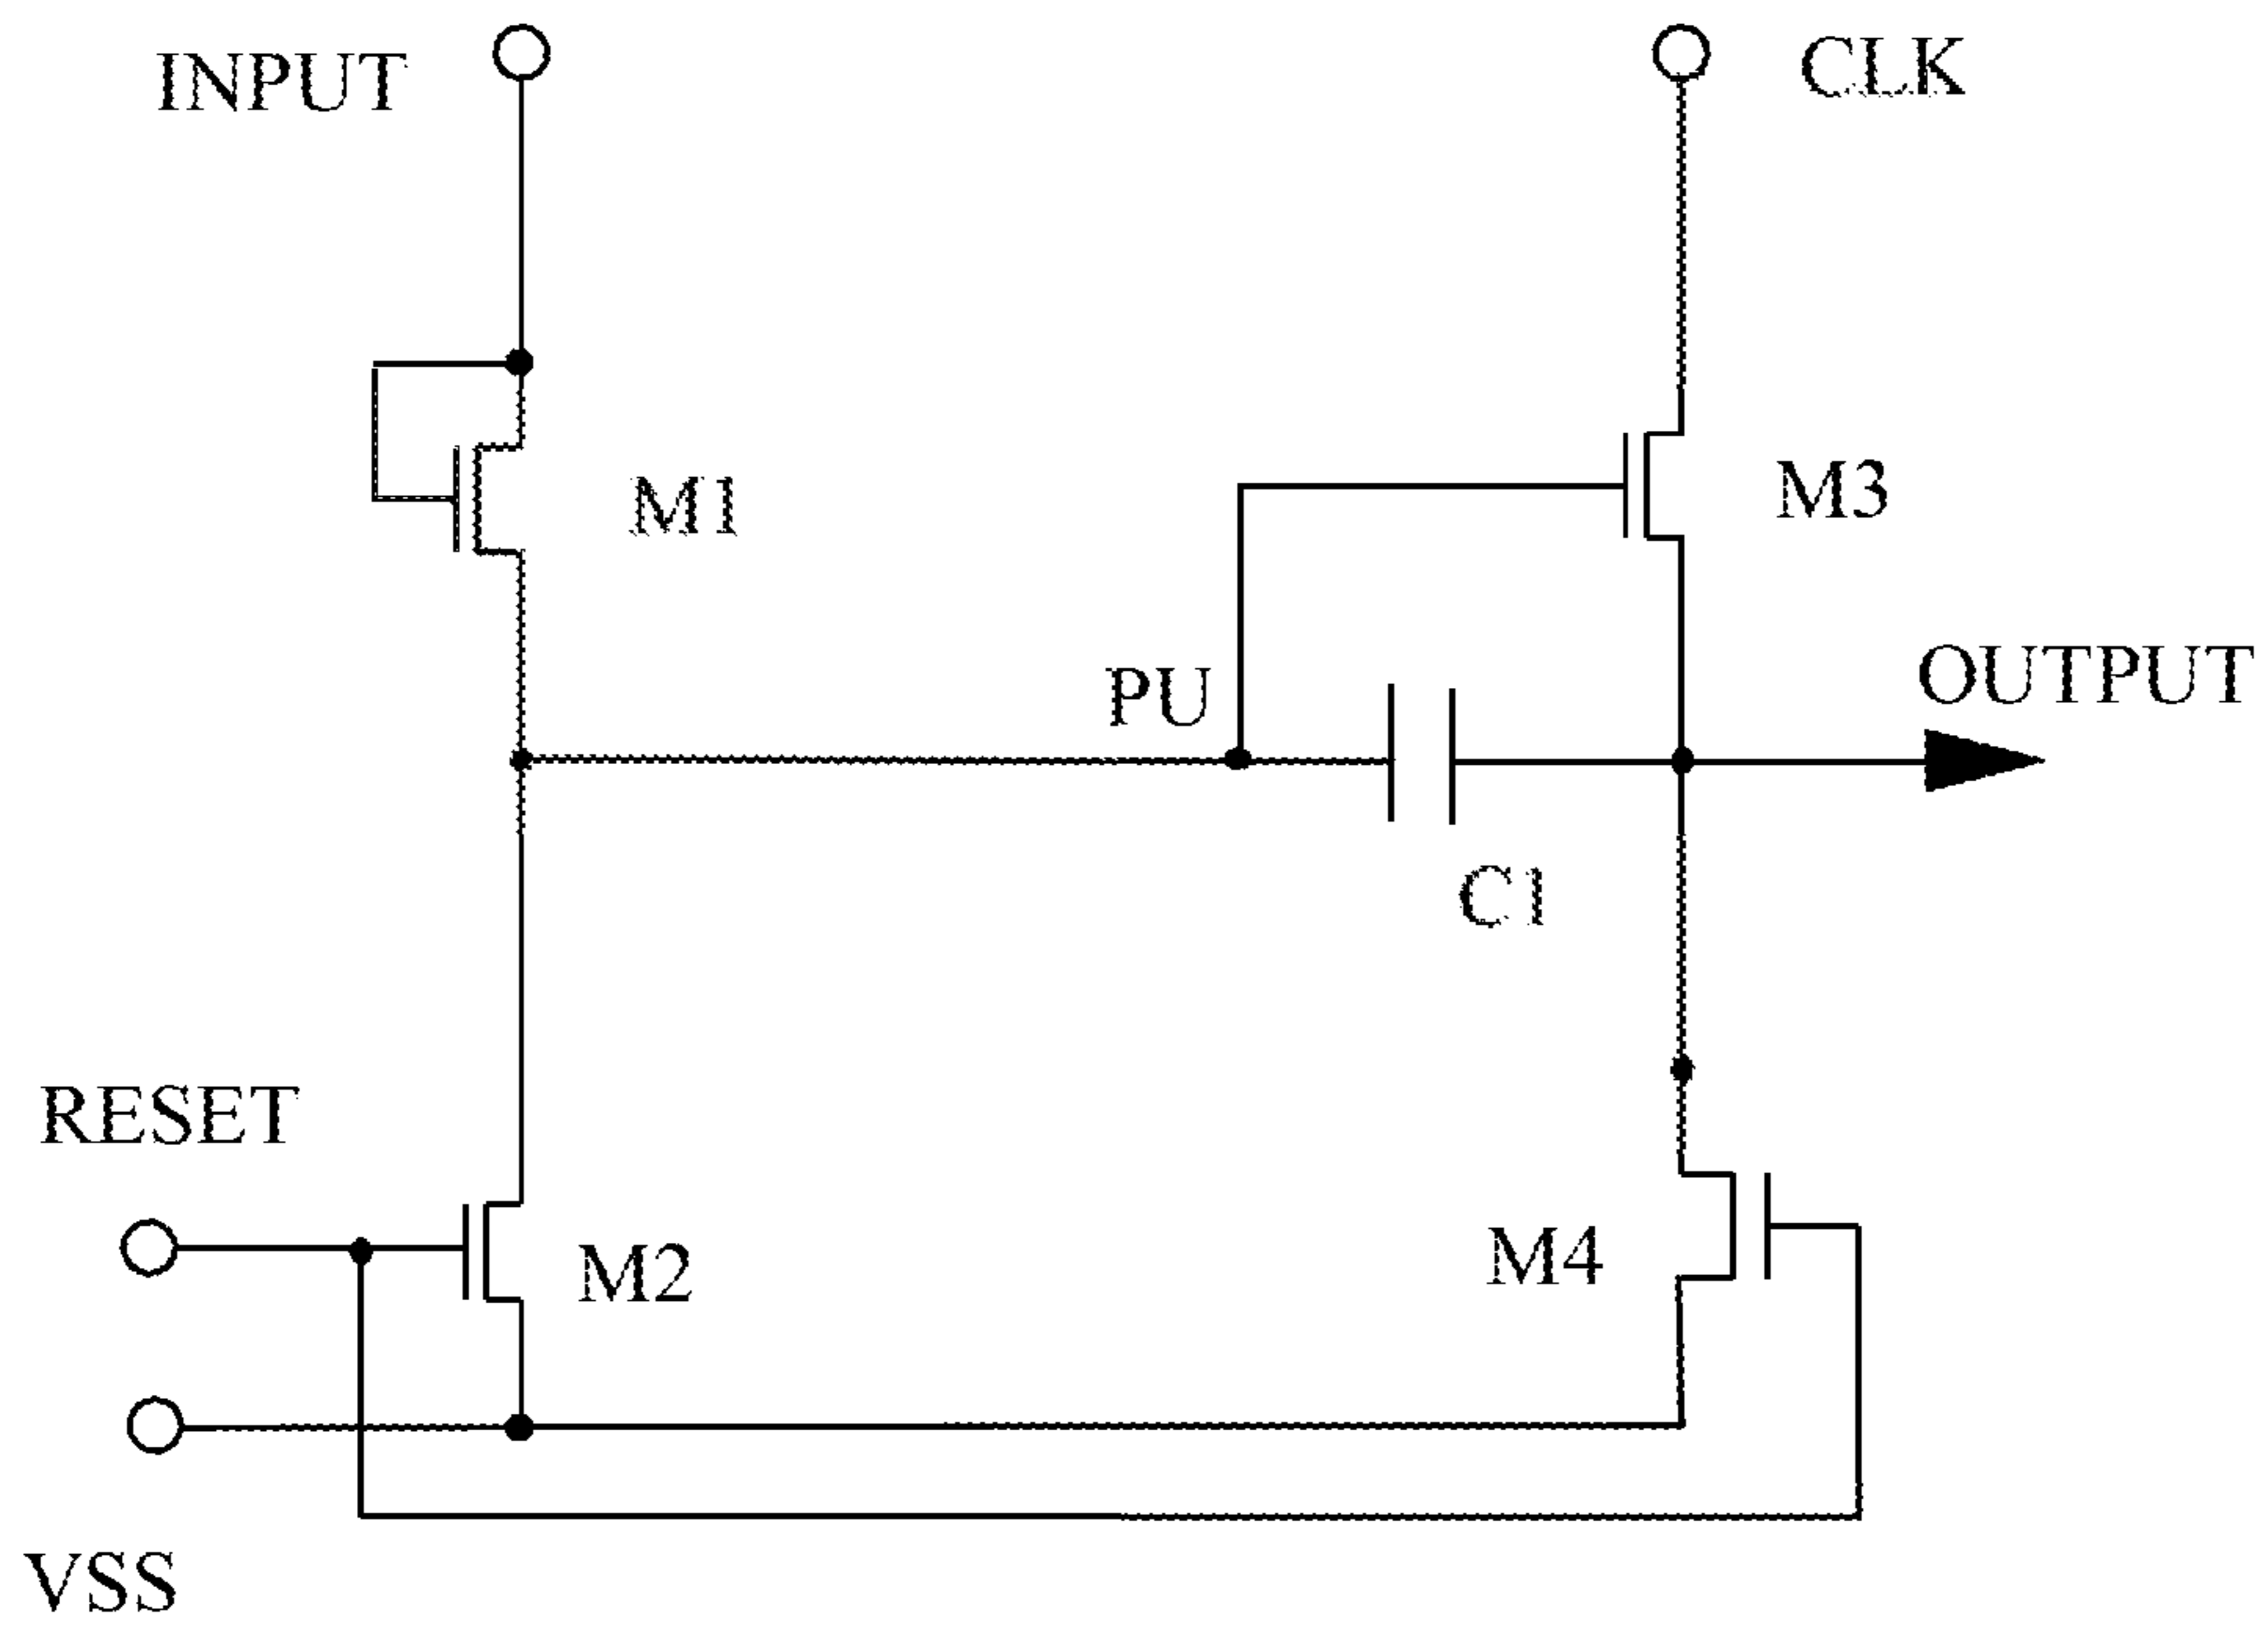 INPUT
CLK
M1
M3
PU
OUTPUT
C1
RESET
M2
M4
VSS